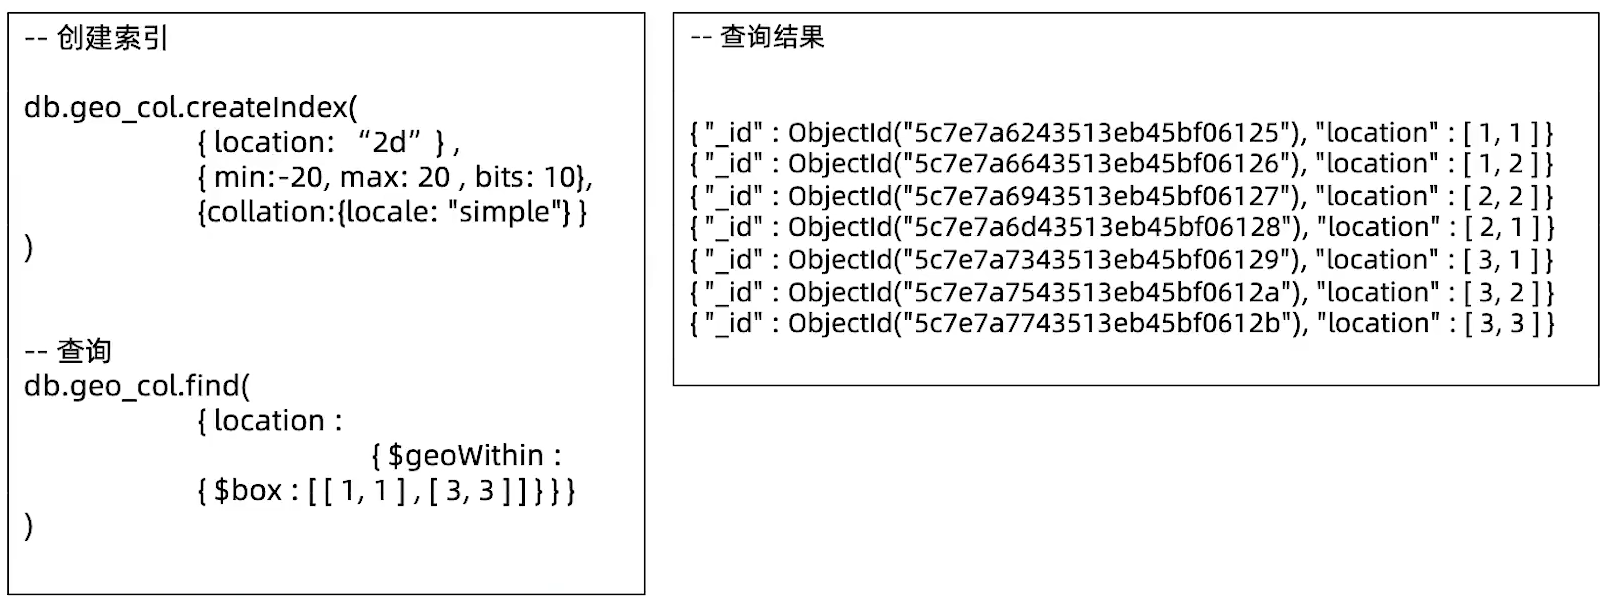 -- 创建索引
db.geo_col.createIndex(
{ location: “2d” } ,
{ min:-20, max: 20 , bits: 10},
{collation:{locale: "simple"} }
)
-- 查询
db.geo_col.find(
{ location :
{ $geoWithin :
{ $box : [ [ 1, 1 ] , [ 3, 3 ] ] } } }
)
-- 查询结果
{ "_id" : ObjectId("5c7e7a6243513eb45bf06125"), "location" : [ 1, 1 ] }
{ "_id" : ObjectId("5c7e7a6643513eb45bf06126"), "location" : [ 1, 2 ] }
{ "_id" : ObjectId("5c7e7a6943513eb45bf06127"), "location" : [ 2, 2 ] }
{ "_id" : ObjectId("5c7e7a6d43513eb45bf06128"), "location" : [ 2, 1 ] }
{ "_id" : ObjectId("5c7e7a7343513eb45bf06129"), "location" : [ 3, 1 ] }
{ "_id" : ObjectId("5c7e7a7543513eb45bf0612a"), "location" : [ 3, 2 ] }
{ "_id" : ObjectId("5c7e7a7743513eb45bf0612b"), "location" : [ 3, 3 ] }